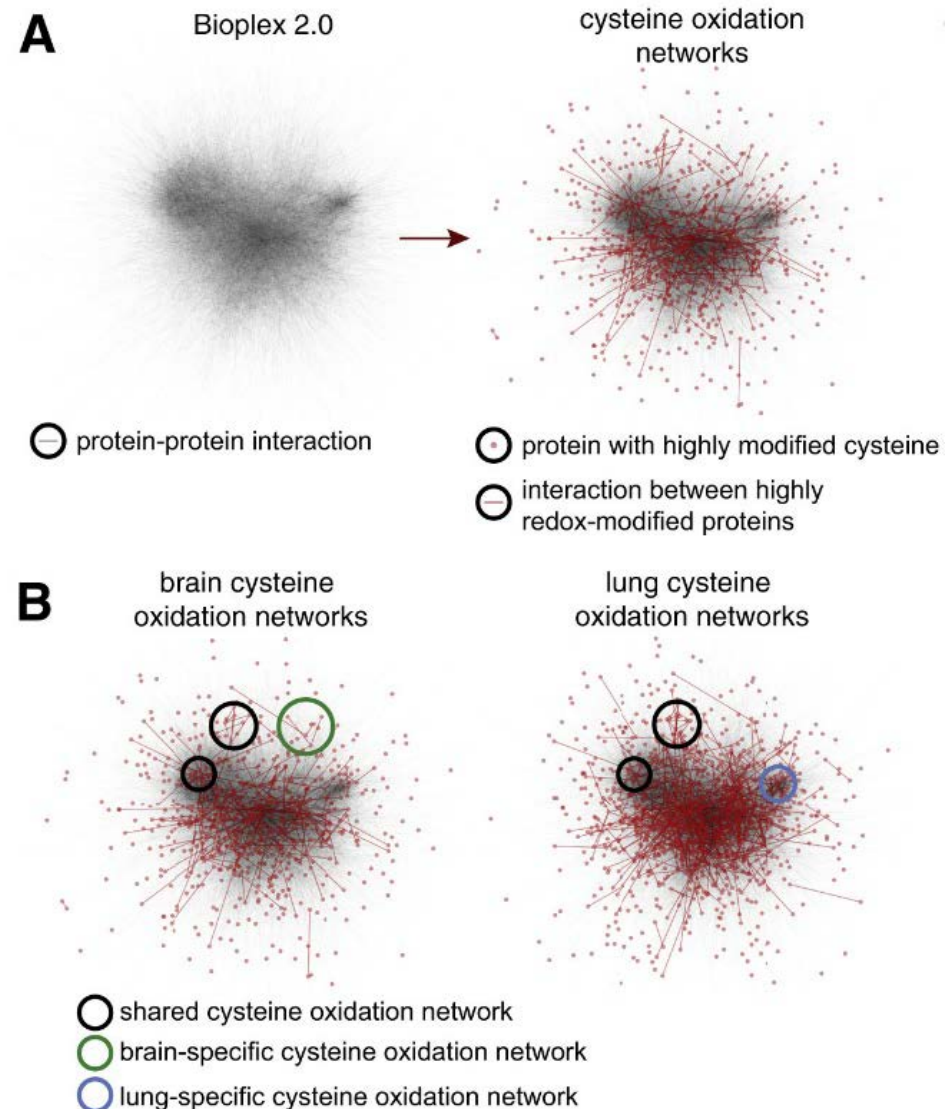 A
Bioplex 2.0
cysteine oxidation
networks
protein-protein interaction
protein with highly modified cysteine
interaction between highly
redox-modified proteins
B
brain cysteine
oxidation networks
lung cysteine
oxidation networks
shared cysteine oxidation network
brain-specific cysteine oxidation network
lung-specific cysteine oxidation network